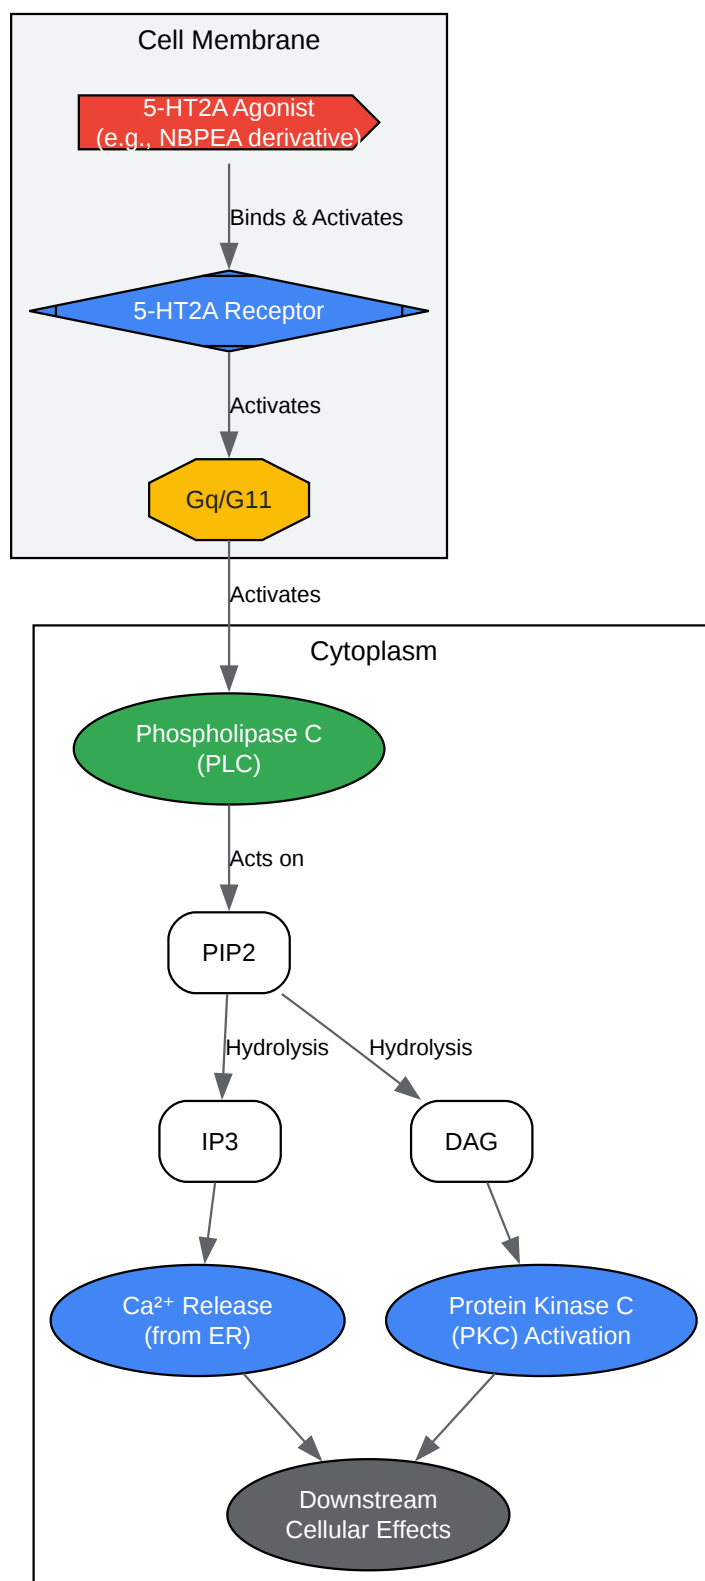 Cell Membrane
5-HT2A Agonist
(e.g., NBPEA derivative)
Binds & Activates
5-HT2A Receptor
Activates
Gq/G11
Activates
Cytoplasm
Phospholipase C
(PLC)
Acts on
PIP2
Hydrolysis
Hydrolysis
IP3
DAG
Ca²⁺ Release
(from ER)
Protein Kinase C
(PKC) Activation
Downstream
Cellular Effects